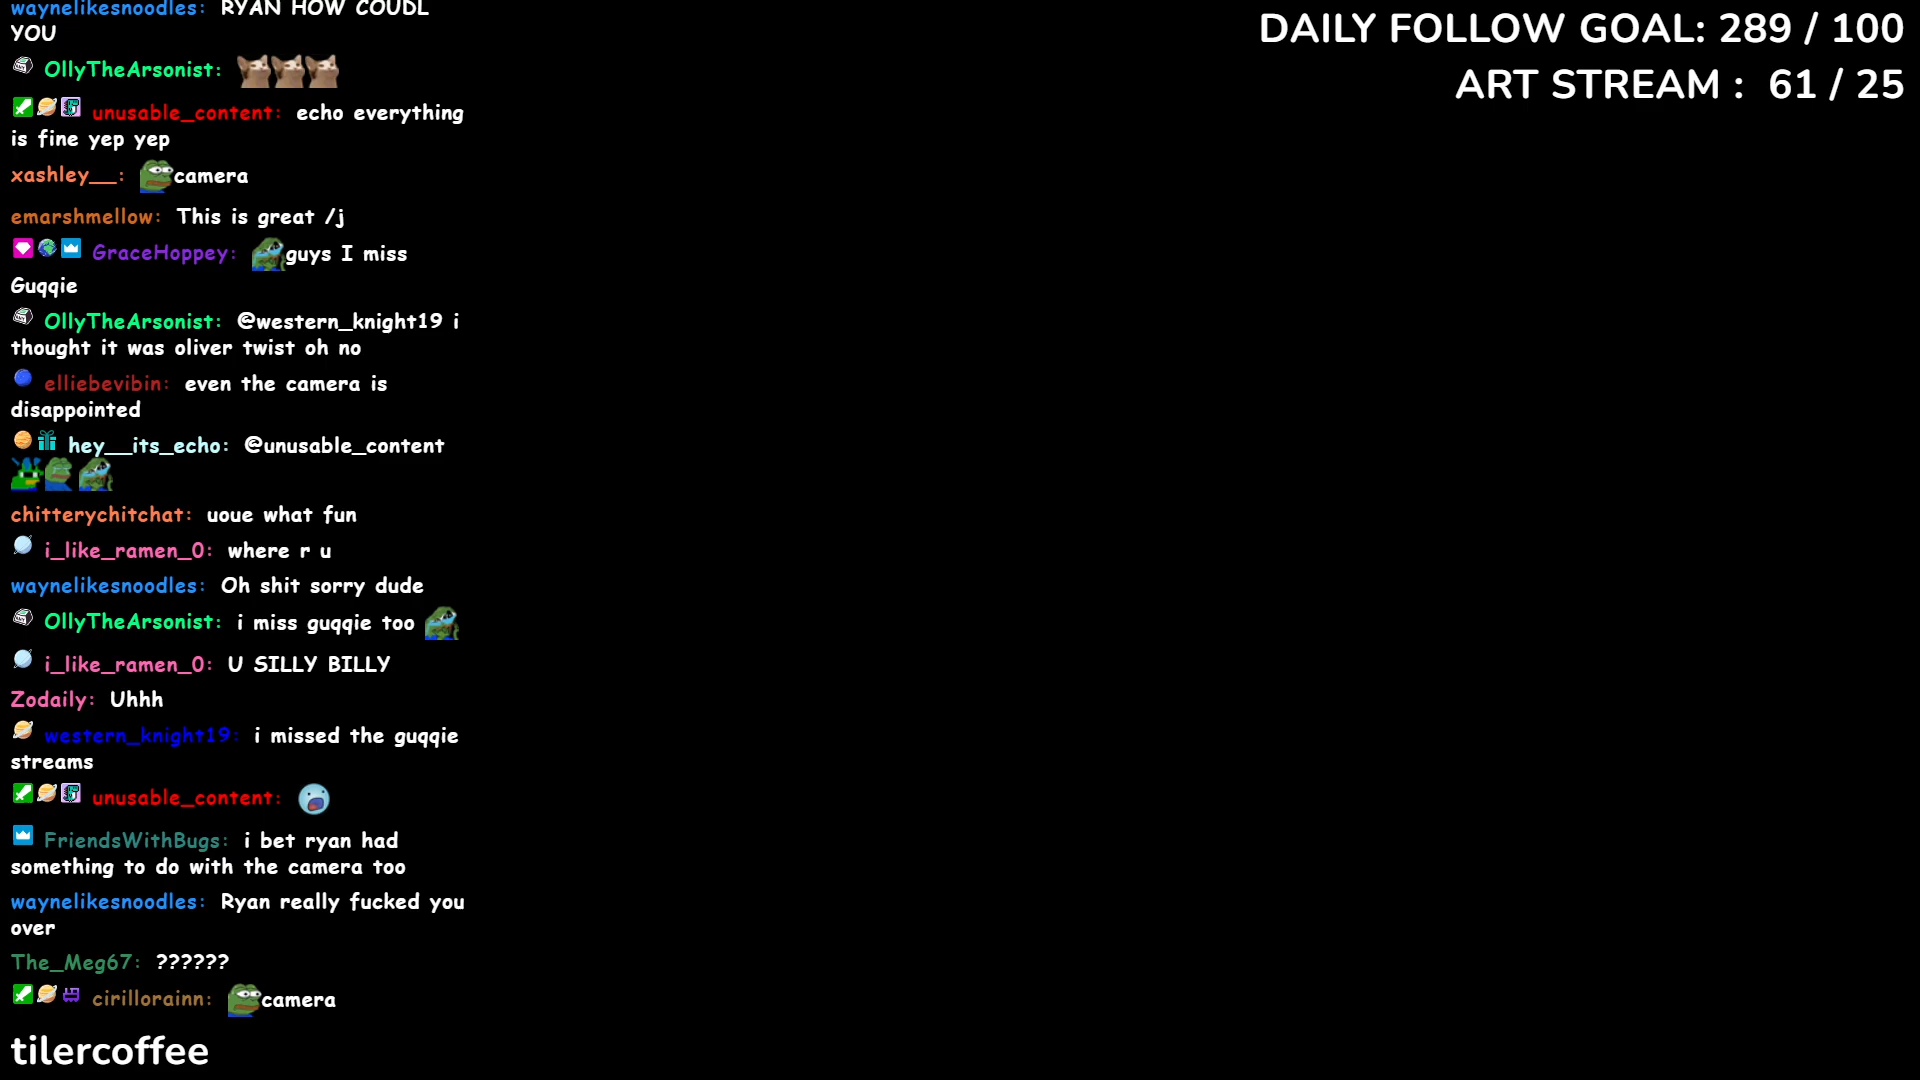 waynelikesnoodles: RYAN HOW COUDL
YOU
OllyTheArsonist:
unusable_content: echo everything
is fine yep yep
xashley__: camera
emarshmellow: This is great /j
GraceHoppey: guys I miss
Guqqie
OllyTheArsonist: @western_knight19 i
thought it was oliver twist oh no
elliebevibin: even the camera is
disappointed
hey__its_echo: @unusable_content
chitterychitchat: uoue what fun
i_like_ramen_0: where r u
waynelikesnoodles: Oh shit sorry dude
OllyTheArsonist: i miss guqqie too
i_like_ramen_0: U SILLY BILLY
Zodaily: Uhhh
western_knight19: i missed the guqqie
streams
unusable_content:
FriendsWithBugs: i bet ryan had
something to do with the camera too
waynelikesnoodles: Ryan really fucked you
over
The_Meg67: ??????
cirillorainn: camera
tilercoffee
DAILY FOLLOW GOAL: 289 / 100
ART STREAM : 61 / 25